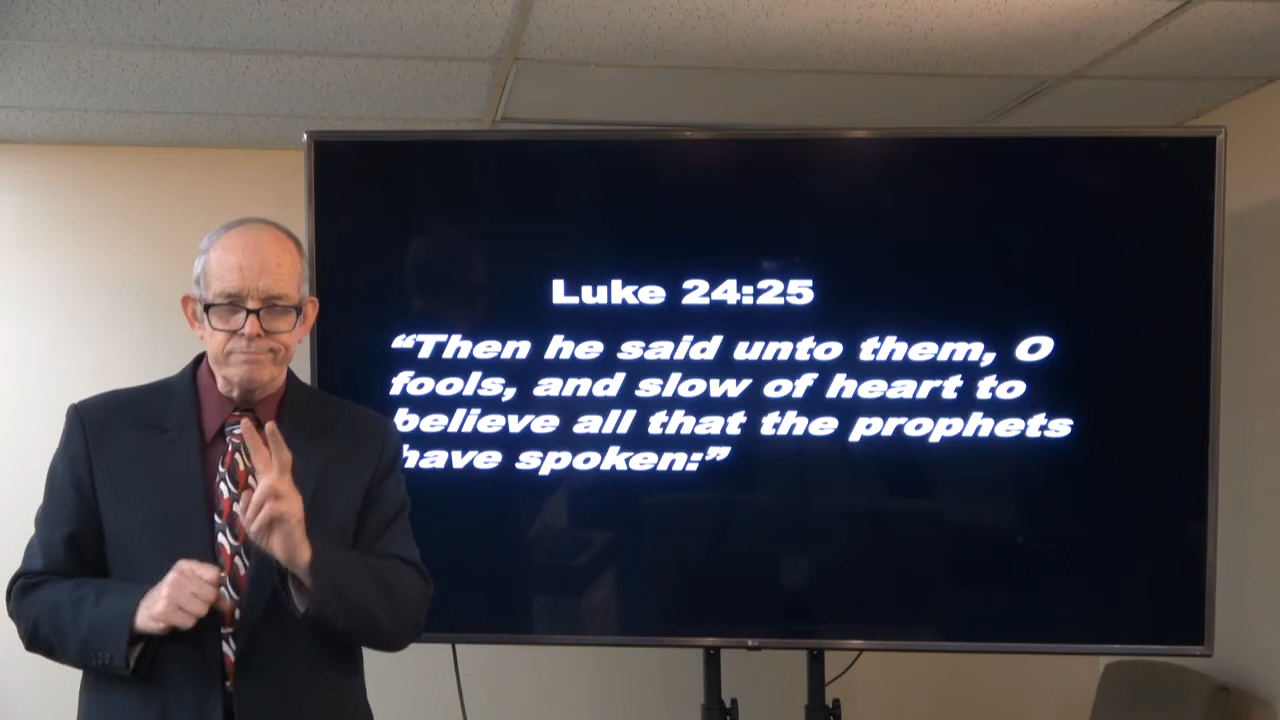 Luke 24:25
“Then he said unto them, O
fools, and slow of heart to
believe all that the prophets
have spoken:”